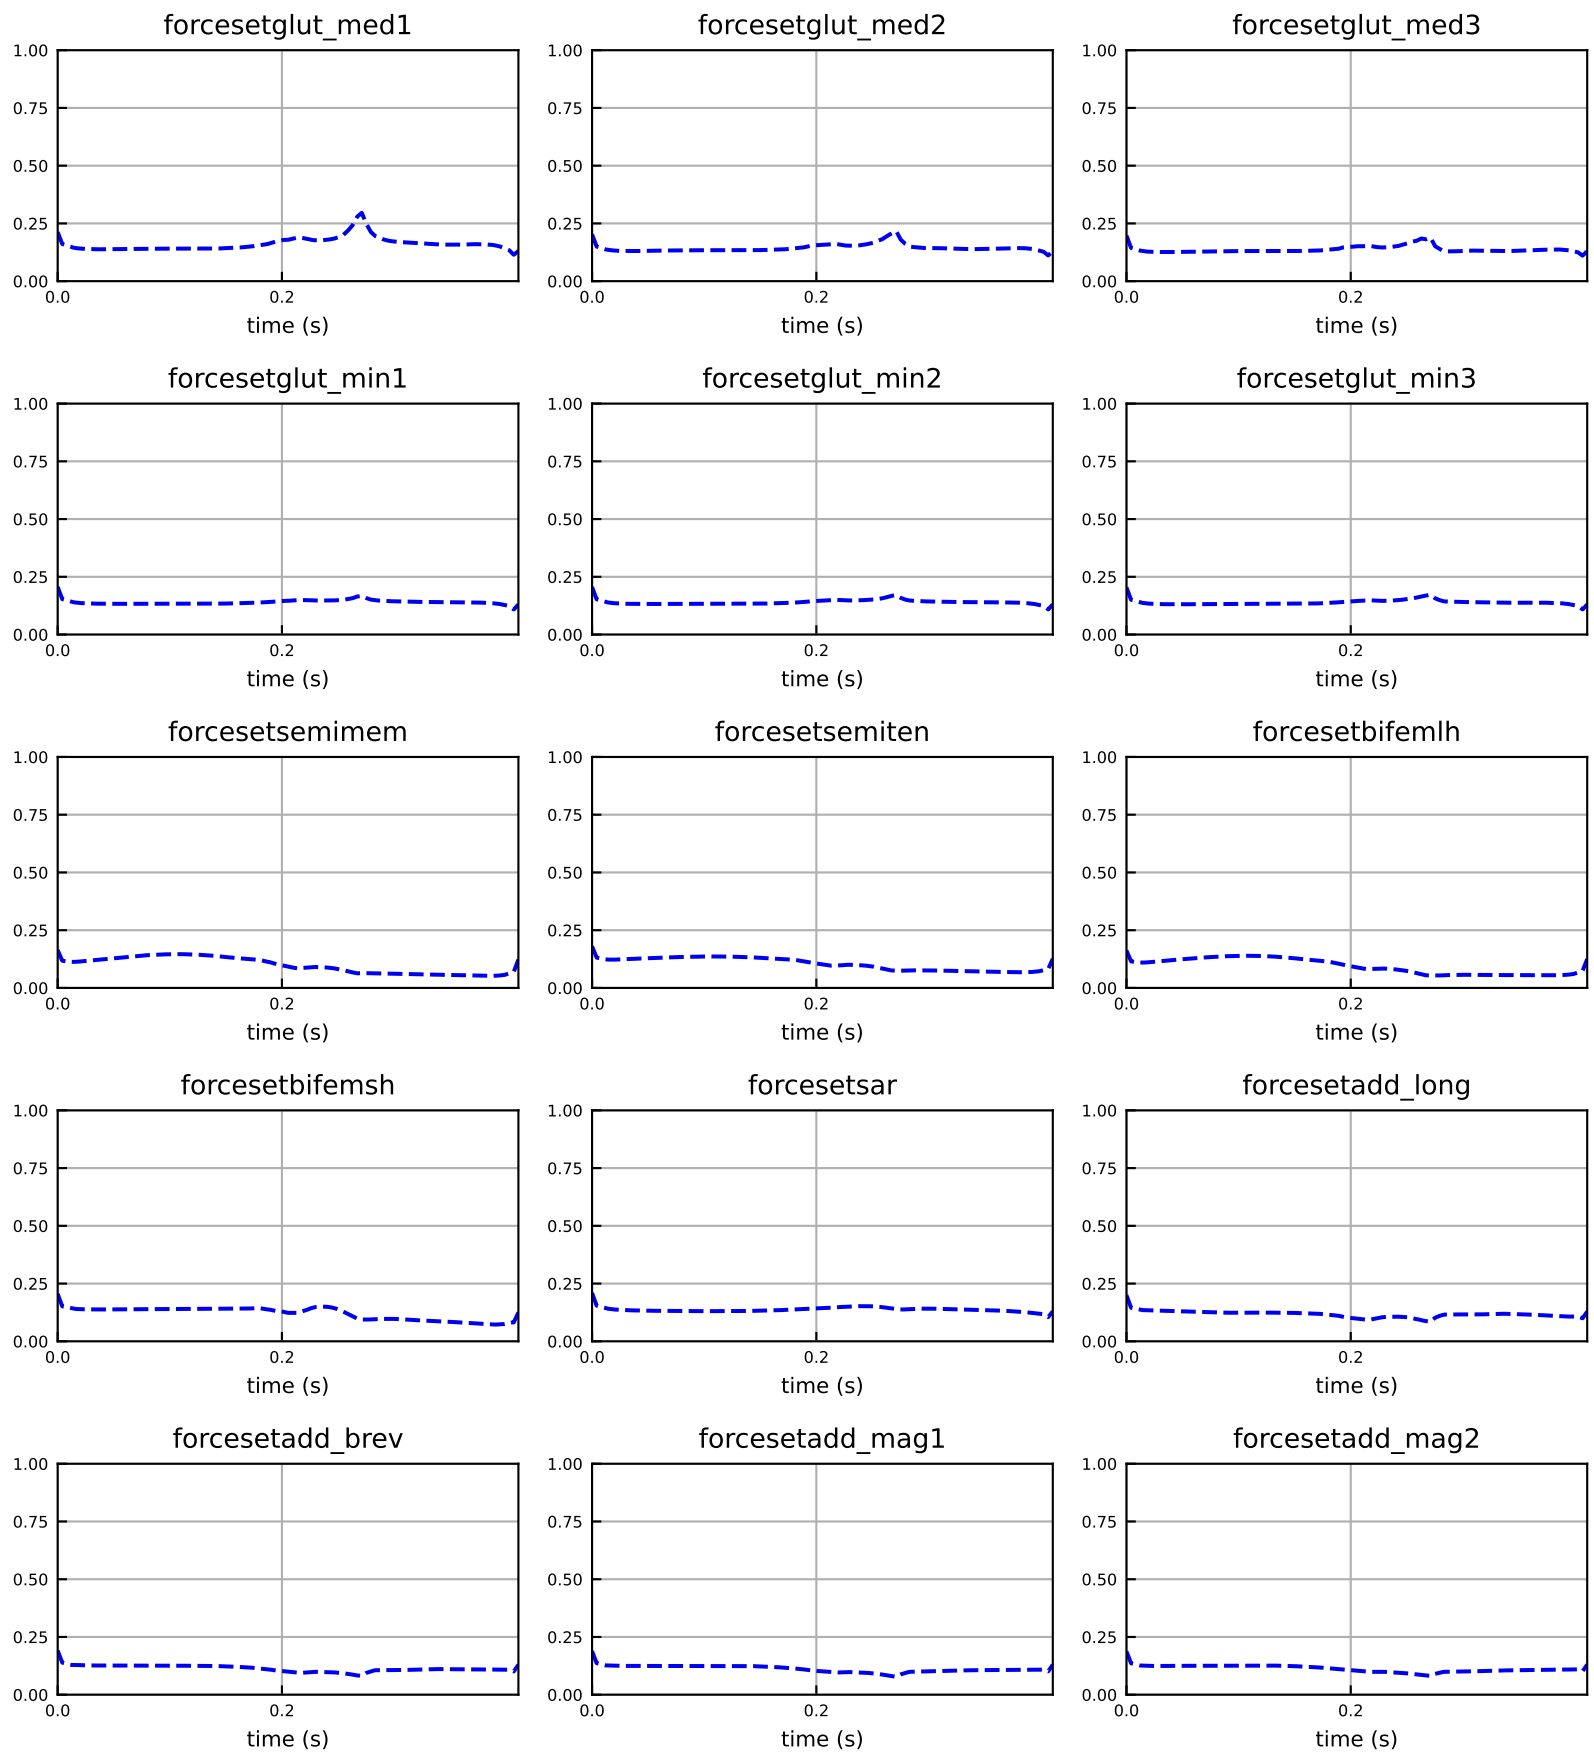 forcesetglut_med1 forcesetglut_med2 forcesetglut_med3
1.00 1.00 1.00
0.75 0.75 0.75
0.50 0.50 0.50
0.25 0.25 0.25
0.00 0.00 0.00
0.0 0.2 0.0 0.2 0.0 0.2
time (s) time (s) time (s)
forcesetglut_min1 forcesetglut_min2 forcesetglut_min3
1.00 1.00 1.00
0.75 0.75 0.75
0.50 0.50 0.50
0.25 0.25 0.25
0.00 0.00 0.00
0.0 0.2 0.0 0.2 0.0 0.2
time (s) time (s) time (s)
forcesetsemimem forcesetsemiten forcesetbifemlh
1.00 1.00 1.00
0.75 0.75 0.75
0.50 0.50 0.50
0.25 0.25 0.25
0.00 0.00 0.00
0.0 0.2 0.0 0.2 0.0 0.2
time (s) time (s) time (s)
forcesetbifemsh forcesetsar forcesetadd_long
1.00 1.00 1.00
0.75 0.75 0.75
0.50 0.50 0.50
0.25 0.25 0.25
0.00 0.00 0.00
0.0 0.2 0.0 0.2 0.0 0.2
time (s) time (s) time (s)
forcesetadd_brev forcesetadd_mag1 forcesetadd_mag2
1.00 1.00 1.00
0.75 0.75 0.75
0.50 0.50 0.50
0.25 0.25 0.25
0.00 0.00 0.00
0.0 0.2 0.0 0.2 0.0 0.2
time (s) time (s) time (s)